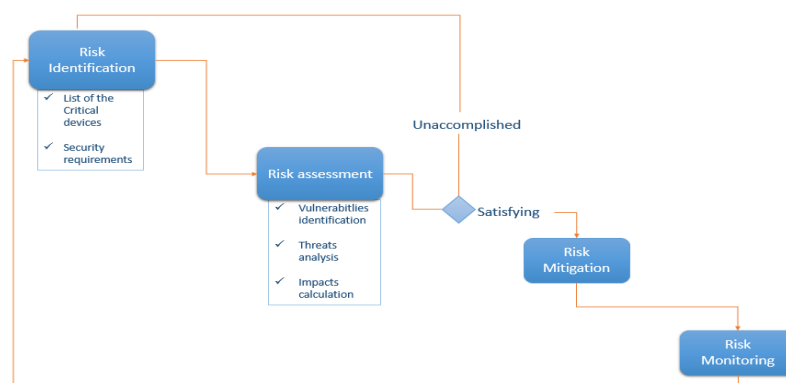 Risk
Identification
✓ List of the
Critical
devices
✓ Security
requirements
Unaccomplished
Risk assessment
✓ Vulnerabitlies
identification
✓ Threats
analysis
✓ Impacts
calculation
Satisfying
Risk
Mitigation
Risk
Monitoring